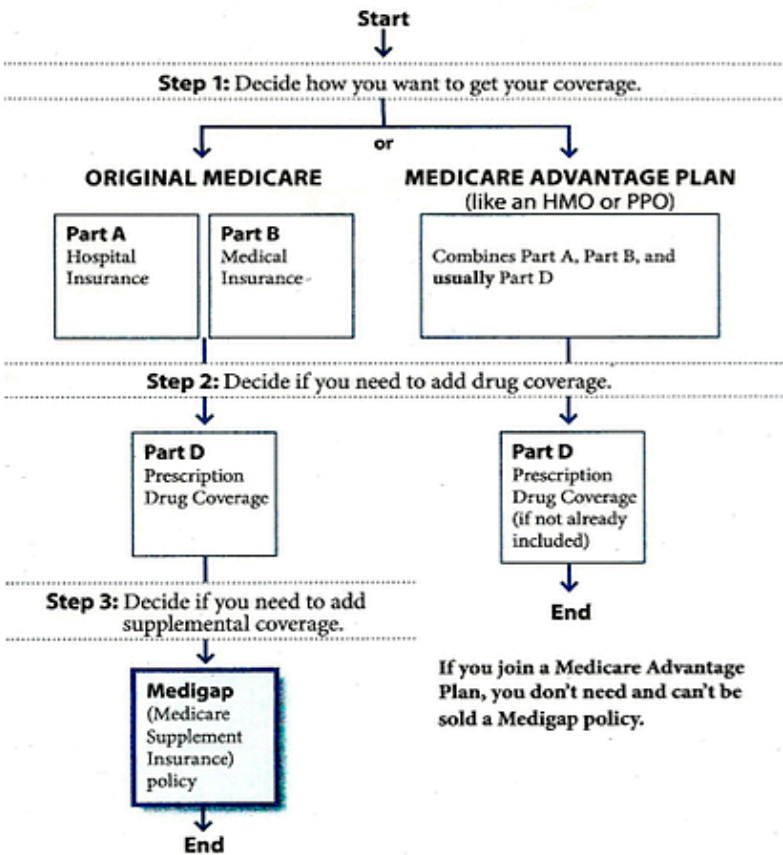 Start
Step 1: Decide how you want to get your coverage.
or
ORIGINAL MEDICARE
MEDICARE ADVANTAGE PLAN
(like an HMO or PPO)
Part A
Hospital
Insurance
Part B
Medical
Insurance
Combines Part A, Part B, and
usually Part D
Step 2: Decide if you need to add drug coverage.
Part D
Prescription
Drug Coverage
Part D
Prescription
Drug Coverage
(if not already
included)
Step 3: Decide if you need to add
supplemental coverage.
End
Medigap
(Medicare
Supplement
Insurance)
policy
If you join a Medicare Advantage
Plan, you don't need and can't be
sold a Medigap policy.
End